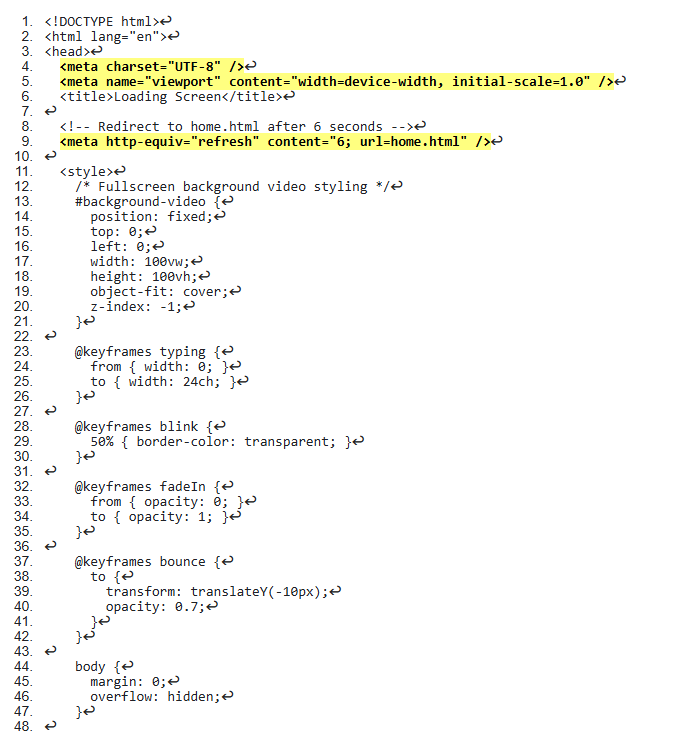 1. <!DOCTYPE html>↩
2. <html lang="en">↩
3. <head>↩
4.   <meta charset="UTF-8" />↩
5.   <meta name="viewport" content="width=device-width, initial-scale=1.0" />↩
6.   <title>Loading Screen</title>↩
7. ↩
8.   <!-- Redirect to home.html after 6 seconds -->↩
9.   <meta http-equiv="refresh" content="6; url=home.html" />↩
10. ↩
11.   <style>↩
12.     /* Fullscreen background video styling */↩
13.     #background-video {↩
14.       position: fixed;↩
15.       top: 0;↩
16.       left: 0;↩
17.       width: 100vw;↩
18.       height: 100vh;↩
19.       object-fit: cover;↩
20.       z-index: -1;↩
21.     }↩
22. ↩
23.     @keyframes typing {↩
24.       from { width: 0; }↩
25.       to { width: 24ch; }↩
26.     }↩
27. ↩
28.     @keyframes blink {↩
29.       50% { border-color: transparent; }↩
30.     }↩
31. ↩
32.     @keyframes fadeIn {↩
33.       from { opacity: 0; }↩
34.       to { opacity: 1; }↩
35.     }↩
36. ↩
37.     @keyframes bounce {↩
38.       to {↩
39.         transform: translateY(-10px);↩
40.         opacity: 0.7;↩
41.       }↩
42.     }↩
43. ↩
44.     body {↩
45.       margin: 0;↩
46.       overflow: hidden;↩
47.     }↩
48. ↩